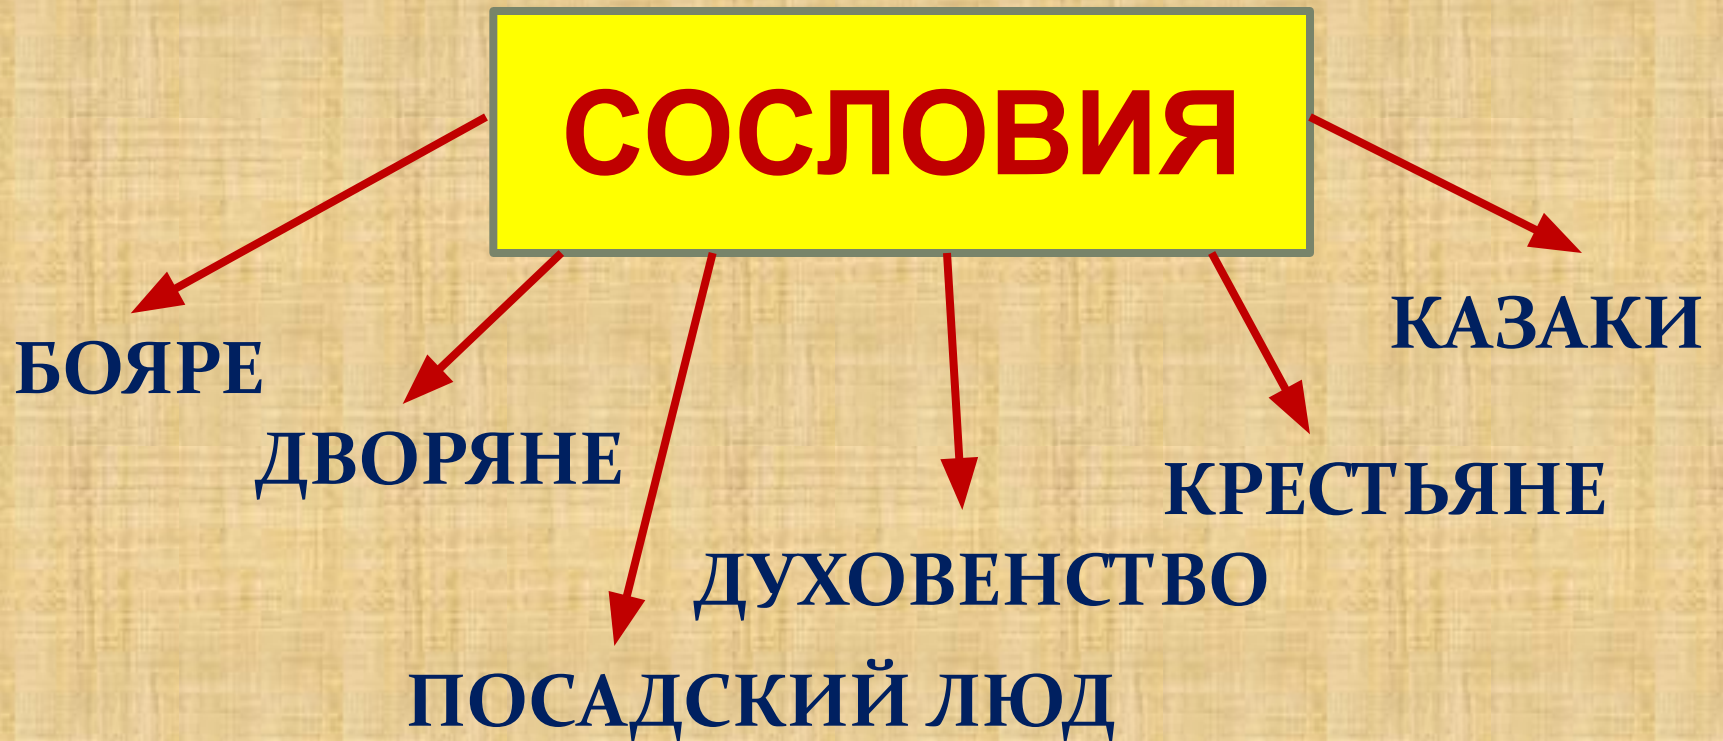 СОСЛОВИЯ
КАЗАКИ
БОЯРЕ
ДВОРЯНЕ
КРЕСТЬЯНЕ
ДУХОВЕНСТВО
ПОСАДСКИЙ ЛЮД